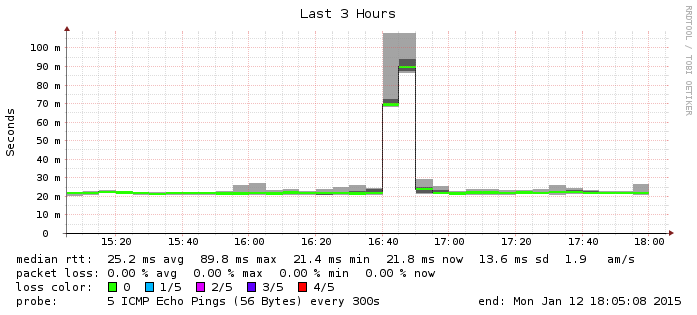 Last 3 Hours
RRDTOOL / TOBI OETIKER
Seconds
100 m
90 m
80 m
70 m
60 m
50 m
40 m
30 m
20 m
10 m
0
15:20 15:40 16:00 16:20 16:40 17:00 17:20 17:40 18:00
median rtt: 25.2 ms avg 89.8 ms max 21.4 ms min 21.8 ms now 13.6 ms sd 1.9 am/s
packet loss: 0.00 % avg 0.00 % max 0.00 % min 0.00 % now
loss color: 0 1/5 2/5 3/5 4/5
probe: 5 ICMP Echo Pings (56 Bytes) every 300s end: Mon Jan 12 18:05:08 2015